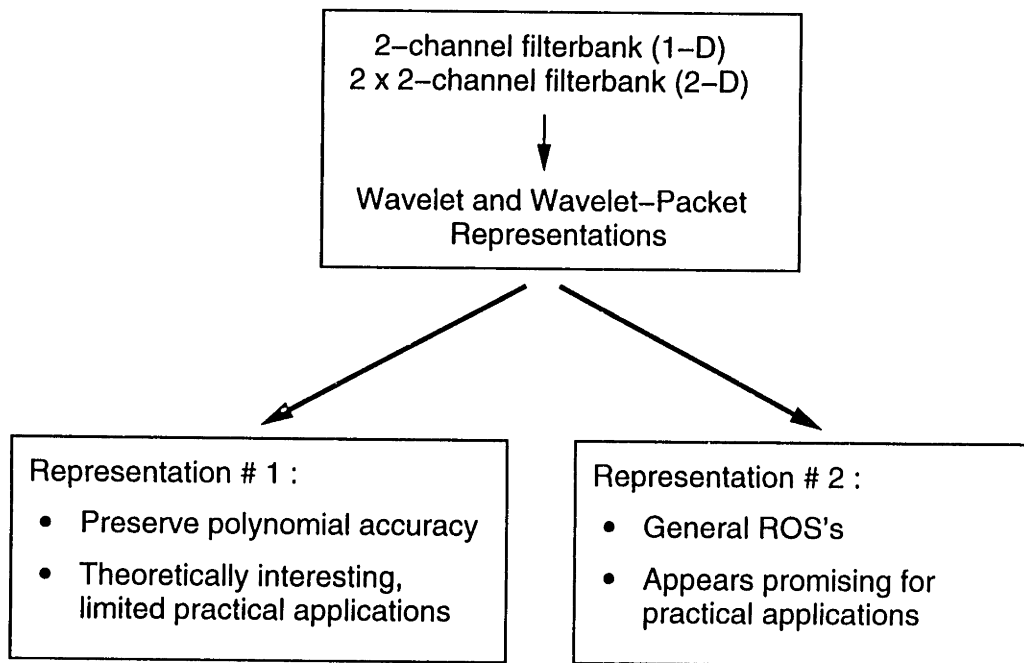 2–channel filterbank (1–D)
2 x 2–channel filterbank (2–D)
Wavelet and Wavelet–Packet
Representations
Representation # 1 :
• Preserve polynomial accuracy
• Theoretically interesting,
limited practical applications
Representation # 2 :
• General ROS's
• Appears promising for
practical applications